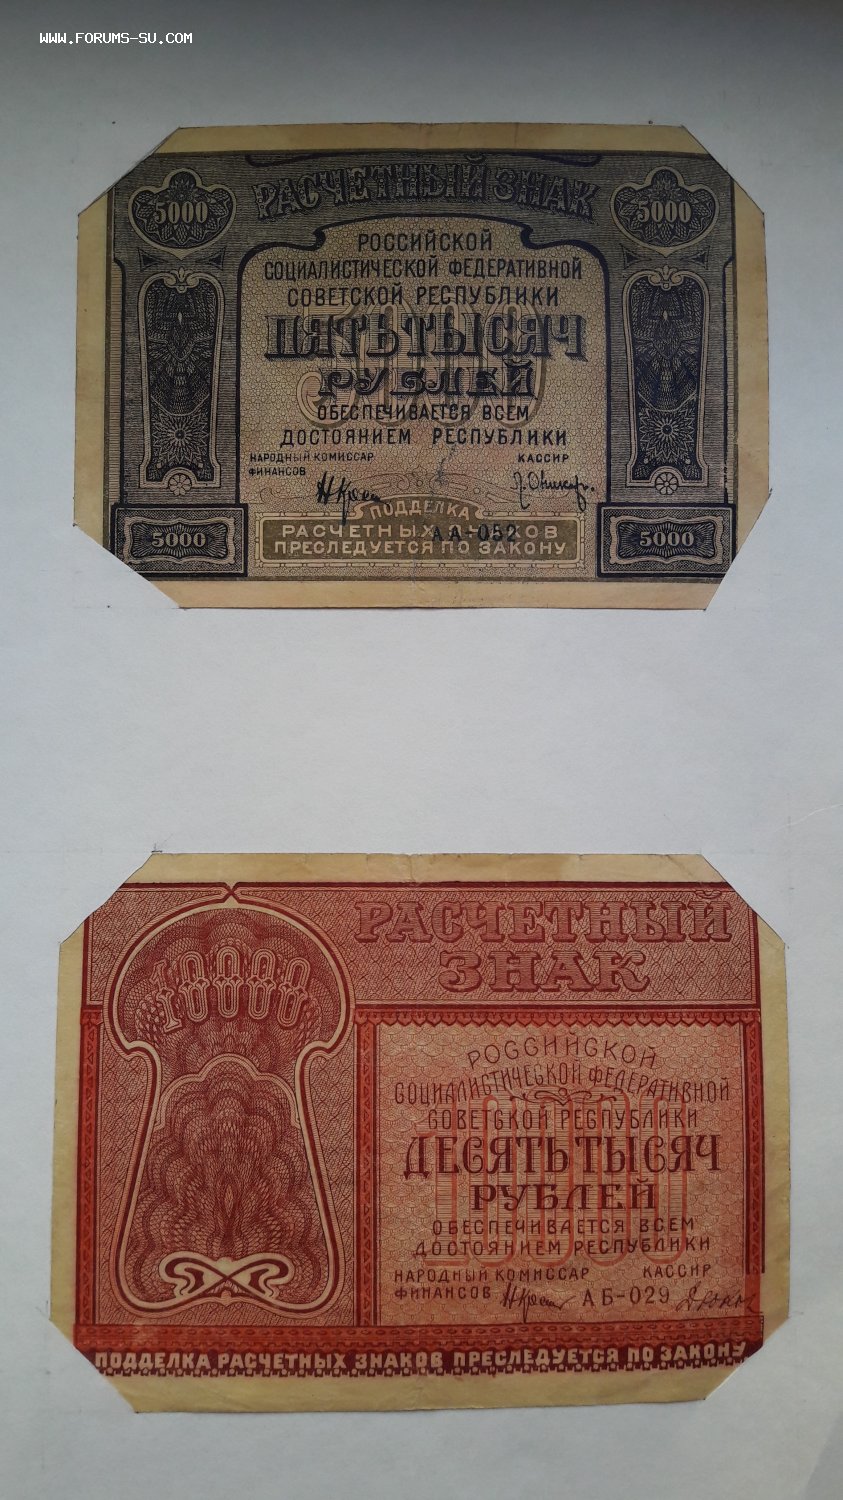 WWW.FORUMS-SU.COM
РАСЧЕТНЫЙ ЗНАК
5000
5000
РОССИЙСКОЙ
СОЦИАЛИСТИЧЕСКОЙ ФЕДЕРАТИВНОЙ
СОВЕТСКОЙ РЕСПУБЛИКИ
5000
ПЯТЬ ТЫСЯЧ
РУБЛЕЙ
ОБЕСПЕЧИВАЕТСЯ ВСЕМ
ДОСТОЯНИЕМ РЕСПУБЛИКИ
НАРОДНЫЙ КОМИССАР
ФИНАНСОВ
КАССИР
ПОДДЕЛКА
РАСЧЕТНЫХ ЗНАКОВ
ПРЕСЛЕДУЕТСЯ ПО ЗАКОНУ
АА-052
5000
5000
РАСЧЕТНЫЙ
ЗНАК
10000
РОССИЙСКОЙ
СОЦИАЛИСТИЧЕСКОЙ ФЕДЕРАТИВНОЙ
СОВЕТСКОЙ РЕСПУБЛИКИ
10000
ДЕСЯТЬ ТЫСЯЧ
РУБЛЕЙ
ОБЕСПЕЧИВАЕТСЯ ВСЕМ
ДОСТОЯНИЕМ РЕСПУБЛИКИ
НАРОДНЫЙ КОМИССАР
ФИНАНСОВ
КАССИР
АБ-029
ПОДДЕЛКА РАСЧЕТНЫХ ЗНАКОВ ПРЕСЛЕДУЕТСЯ ПО ЗАКОНУ